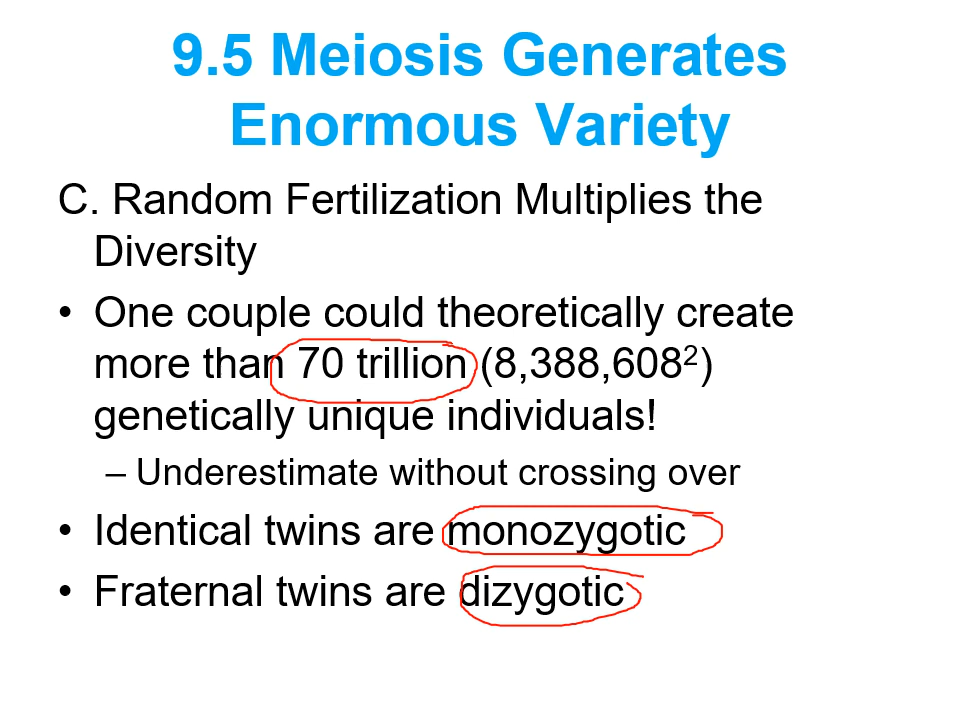 9.5 Meiosis Generates
Enormous Variety
C. Random Fertilization Multiplies the
Diversity
• One couple could theoretically create
more than 70 trillion (8,388,608²)
genetically unique individuals!
– Underestimate without crossing over
• Identical twins are monozygotic
• Fraternal twins are dizygotic